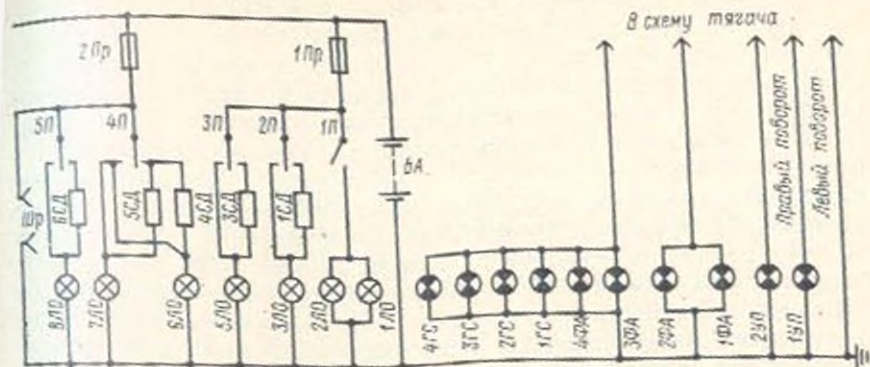 В схему тягача
2Пр
1Пр
5П
4П
3П
2П
1П
БА
Шр
6СД
5СД
4СД
3СД
1СД
Правый поворот
Левый поворот
8ЛО
7ЛО
6ЛО
5ЛО
3ЛО
2ЛО
1ЛО
4ГС
3ГС
2ГС
1ГС
4ФА
3ФА
2ФА
1ФА
2УП
1УП